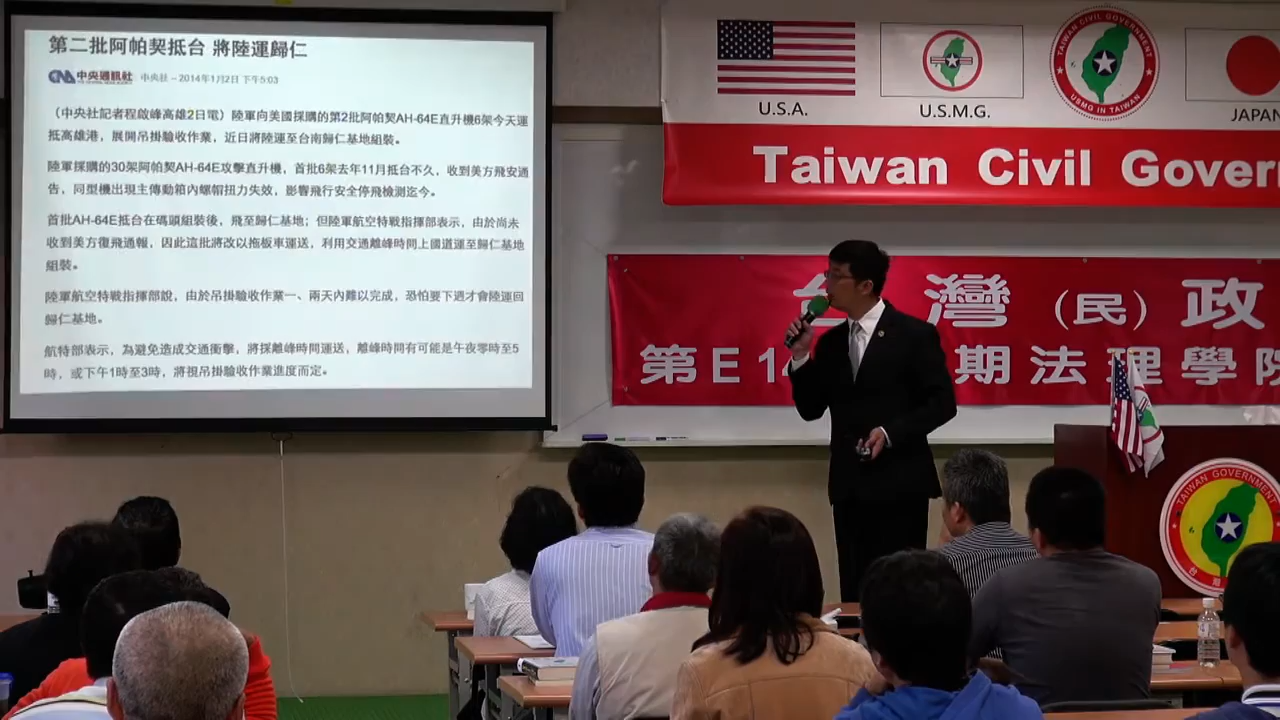 第二批阿帕契抵台 將陸運歸仁
CNA 中央通訊社 中央社 – 2014年1月2日 下午5:03
（中央社記者程啟峰高雄2日電）陸軍向美國採購的第2批阿帕契AH-64E直升機6架今天運
抵高雄港，展開吊掛驗收作業，近日將陸運至台南歸仁基地組裝。
陸軍採購的30架阿帕契AH-64E攻擊直升機，首批6架去年11月抵台不久，收到美方飛安通
告，同型機出現主傳動箱內螺帽扭力失效，影響飛行安全停飛檢測迄今。
首批AH-64E抵台在碼頭組裝後，飛至歸仁基地；但陸軍航空特戰指揮部表示，由於尚未
收到美方復飛通報，因此這批將改以拖板車運送，利用交通離峰時間上國道運至歸仁基地
組裝。
陸軍航空特戰指揮部說，由於吊掛驗收作業一、兩天內難以完成，恐怕要下週才會陸運回
歸仁基地。
航特部表示，為避免造成交通衝擊，將採離峰時間運送，離峰時間有可能是午夜零時至5
時，或下午1時至3時，將視吊掛驗收作業進度而定。
U.S.A.
U.S.M.G.
TAIWAN CIVIL GOVERNMENT
USMG IN TAIWAN
JAPAN
Taiwan Civil Govern
台灣（民）政
第E1 期法理學院
TAIWAN GOVERNMENT
台